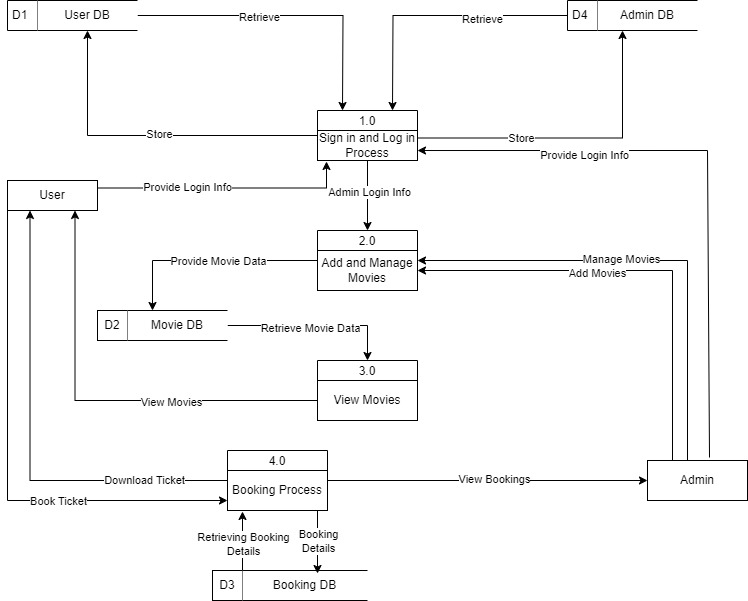 D1
User DB
Retrieve
Retrieve
D4
Admin DB
1.0
Store
Sign in and Log in
Process
Store
Provide Login Info
User
Provide Login Info
Admin Login Info
2.0
Provide Movie Data
Add and Manage
Movies
Manage Movies
Add Movies
D2
Movie DB
Retrieve Movie Data
3.0
View Movies
View Movies
4.0
Download Ticket
Booking Process
View Bookings
Admin
Book Ticket
Retrieving Booking
Details
Booking
Details
D3
Booking DB